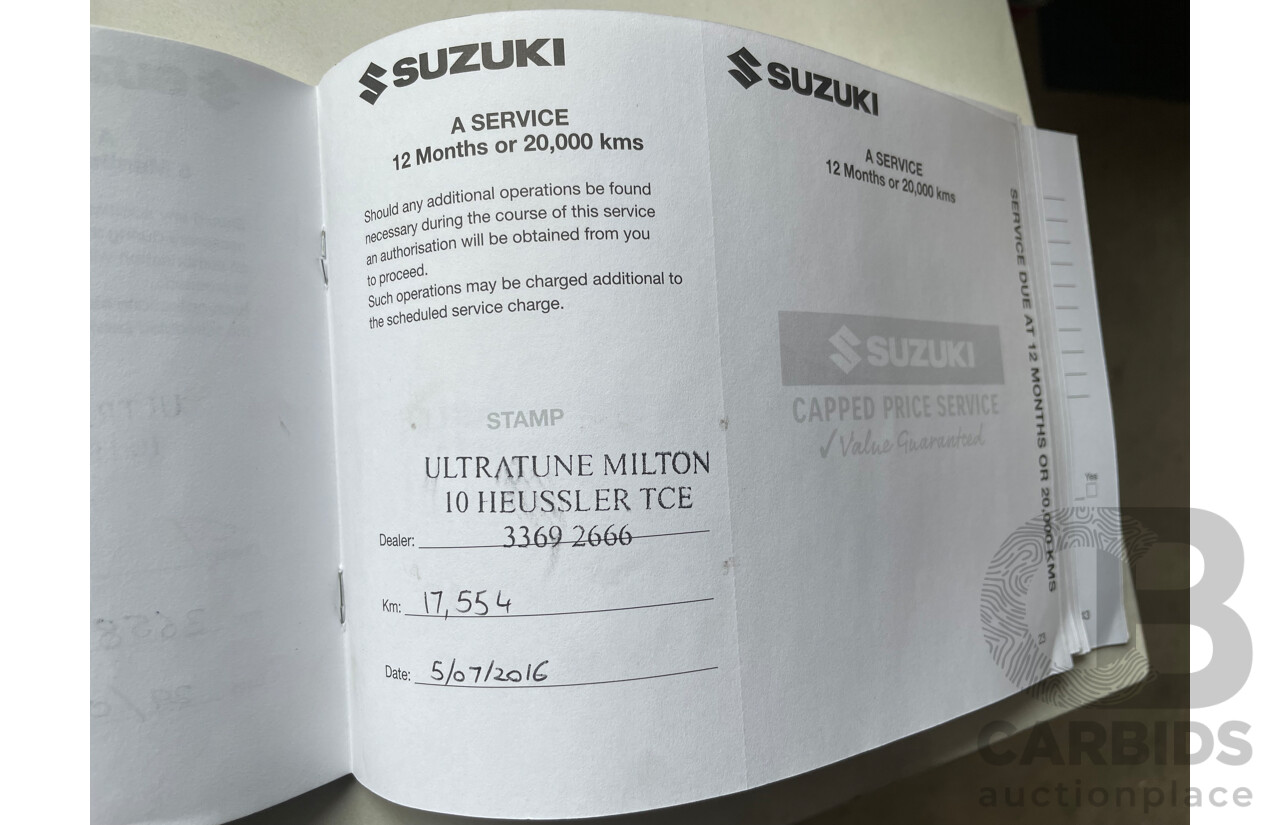 SUZUKI
A SERVICE
12 Months or 20,000 kms
Should any additional operations be found
necessary during the course of this service
an authorisation will be obtained from you
to proceed.
Such operations may be charged additional to
the scheduled service charge.
STAMP
ULTRATUNE MILTON
10 HEUSSLER TCE
Dealer: 3369 2666
Km: 17,554
Date: 5/07/2016
SUZUKI
A SERVICE
12 Months or 20,000 kms
SUZUKI
CAPPED PRICE SERVICE
✓Value Guaranteed
SERVICE DUE AT 12 MONTHS OR 20,000 KMS
Yes
CB
CARBIDS
auctionplace